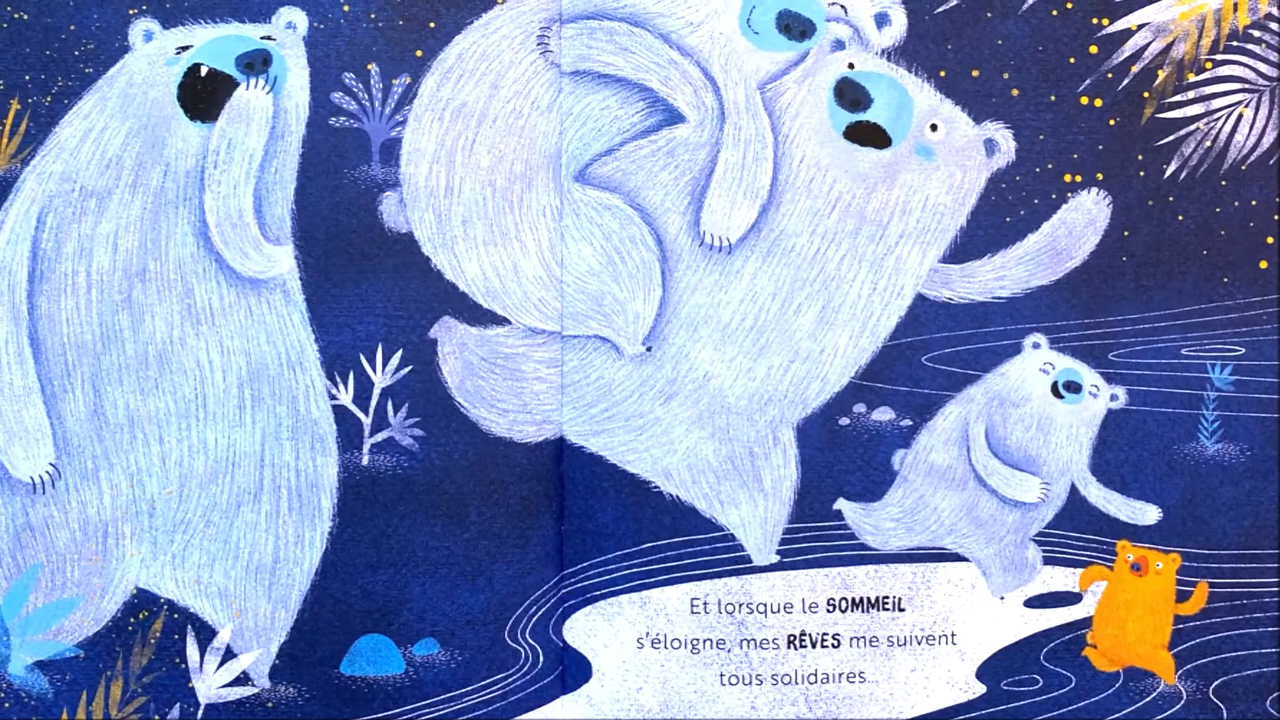 Et lorsque le SOMMEiL
s'éloigne, mes RÊVES me suivent
tous solidaires...